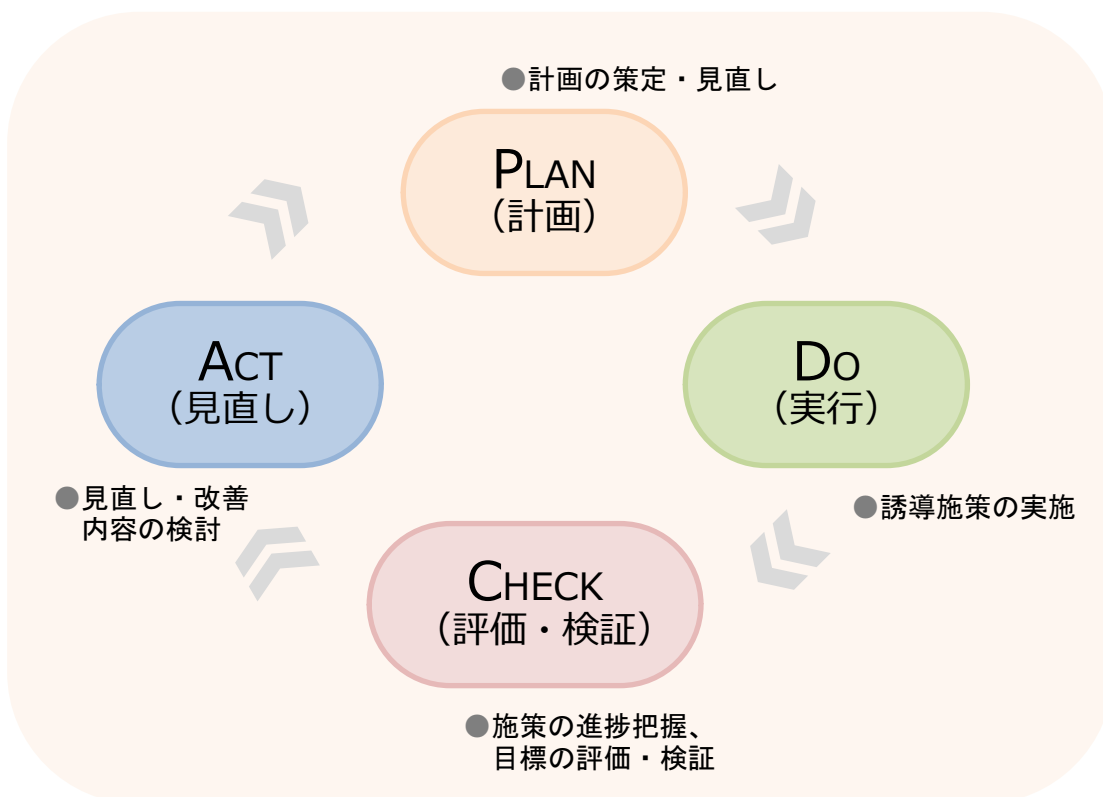 ●計画の策定・見直し
PLAN
（計画）
ACT
（見直し）
DO
（実行）
●見直し・改善
内容の検討
●誘導施策の実施
CHECK
（評価・検証）
●施策の進捗把握、
目標の評価・検証